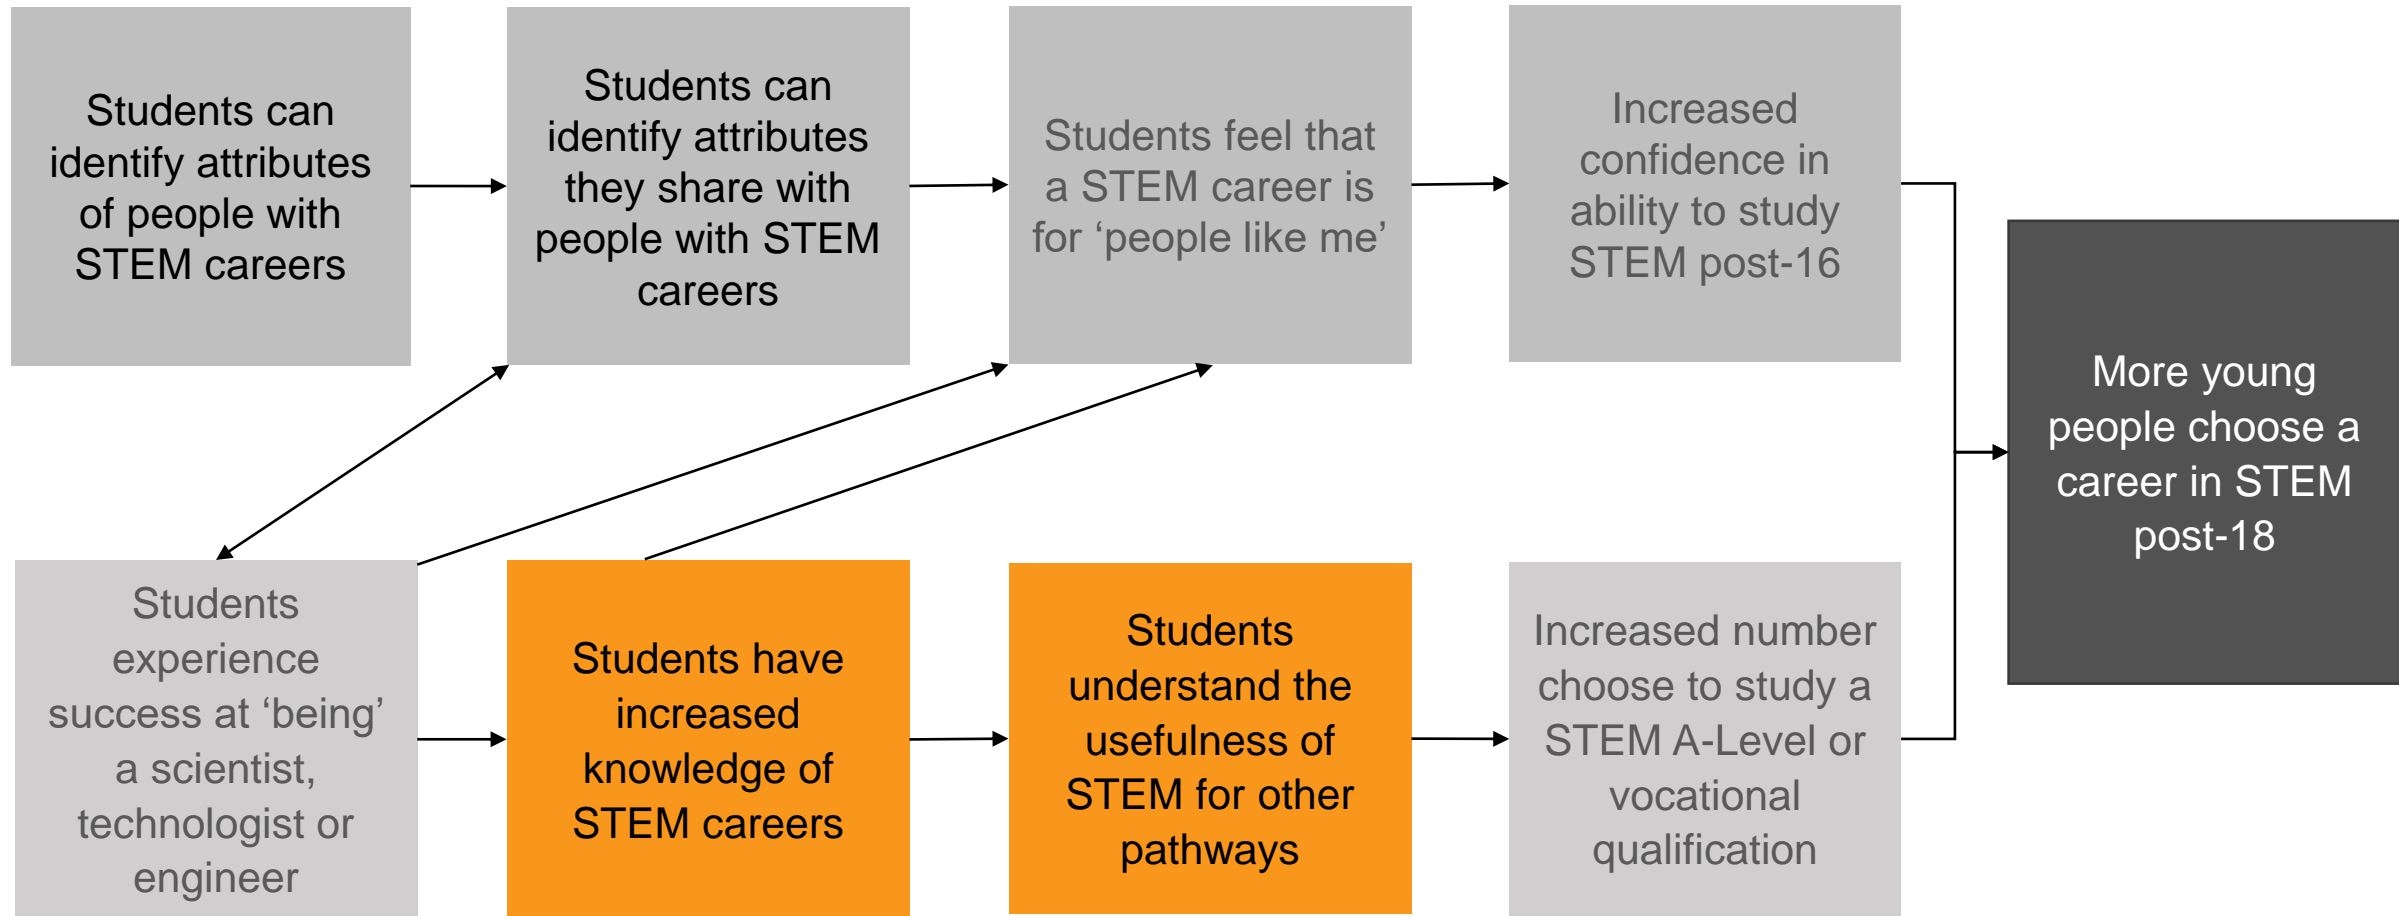 Students can
identify attributes
of people with
STEM careers
Students can
identify attributes
they share with
people with STEM
careers
Students feel that
a STEM career is
for ‘people like me’
Increased
confidence in
ability to study
STEM post-16
More young
people choose a
career in STEM
post-18
Students
experience
success at ‘being’
a scientist,
technologist or
engineer
Students have
increased
knowledge of
STEM careers
Students
understand the
usefulness of
STEM for other
pathways
Increased number
choose to study a
STEM A-Level or
vocational
qualification